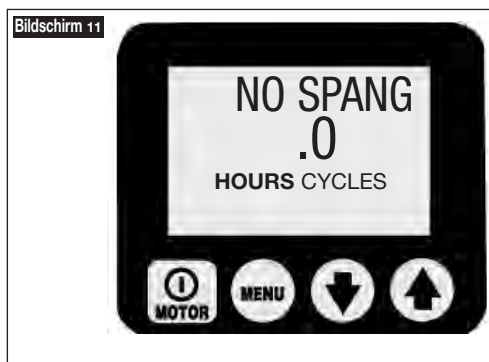 Bildschirm 11
NO SPANG
.0
HOURS CYCLES
MOTOR
MENU